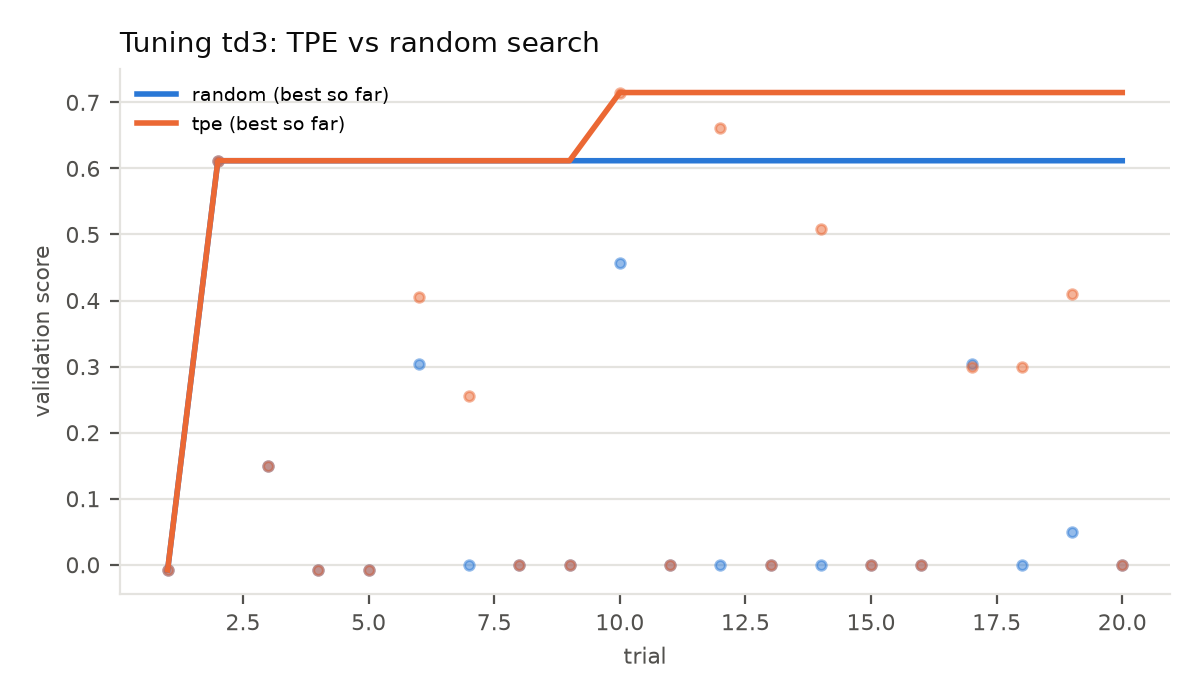 Tuning td3: TPE vs random search
random (best so far)
tpe (best so far)
validation score
0.7
0.6
0.5
0.4
0.3
0.2
0.1
0.0
2.5 5.0 7.5 10.0 12.5 15.0 17.5 20.0
trial